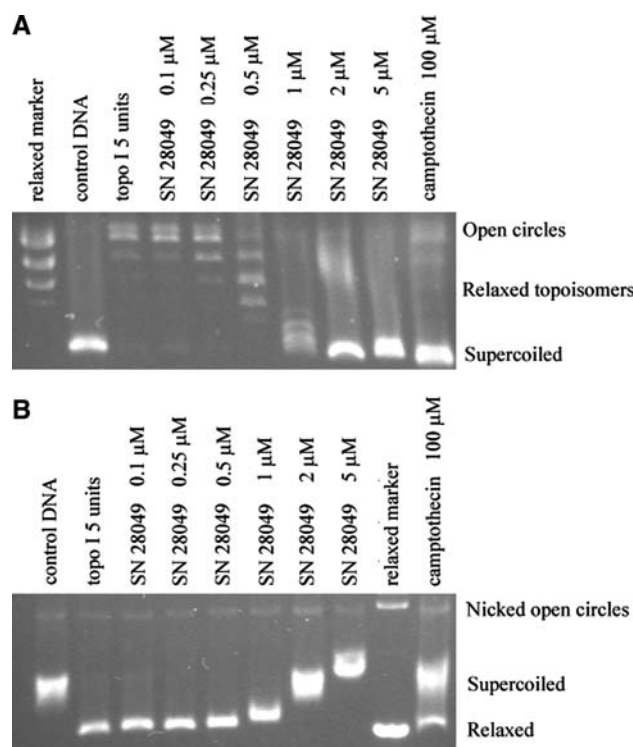 A
relaxed marker
control DNA
topo I 5 units
SN 28049 0.1 µM
SN 28049 0.25 µM
SN 28049 0.5 µM
SN 28049 1 µM
SN 28049 2 µM
SN 28049 5 µM
camptothecin 100 µM
Open circles
Relaxed topoisomers
Supercoiled
B
control DNA
topo I 5 units
SN 28049 0.1 µM
SN 28049 0.25 µM
SN 28049 0.5 µM
SN 28049 1 µM
SN 28049 2 µM
SN 28049 5 µM
relaxed marker
camptothecin 100 µM
Nicked open circles
Supercoiled
Relaxed